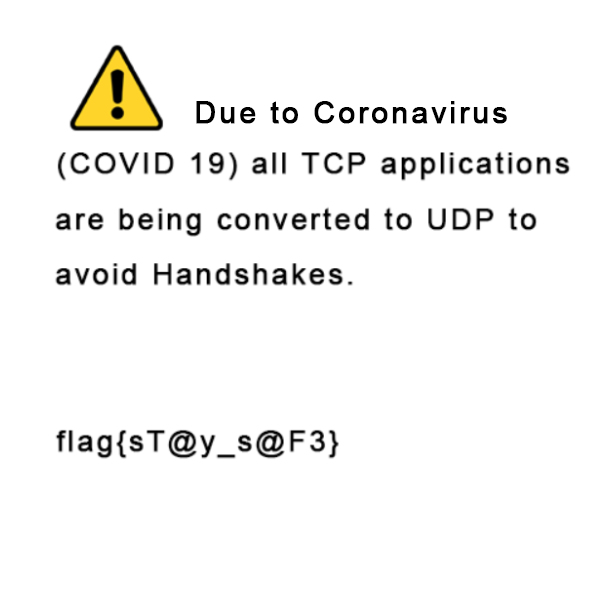 Due to Coronavirus
(COVID 19) all TCP applications
are being converted to UDP to
avoid Handshakes.
flag{sT@y_s@F3}